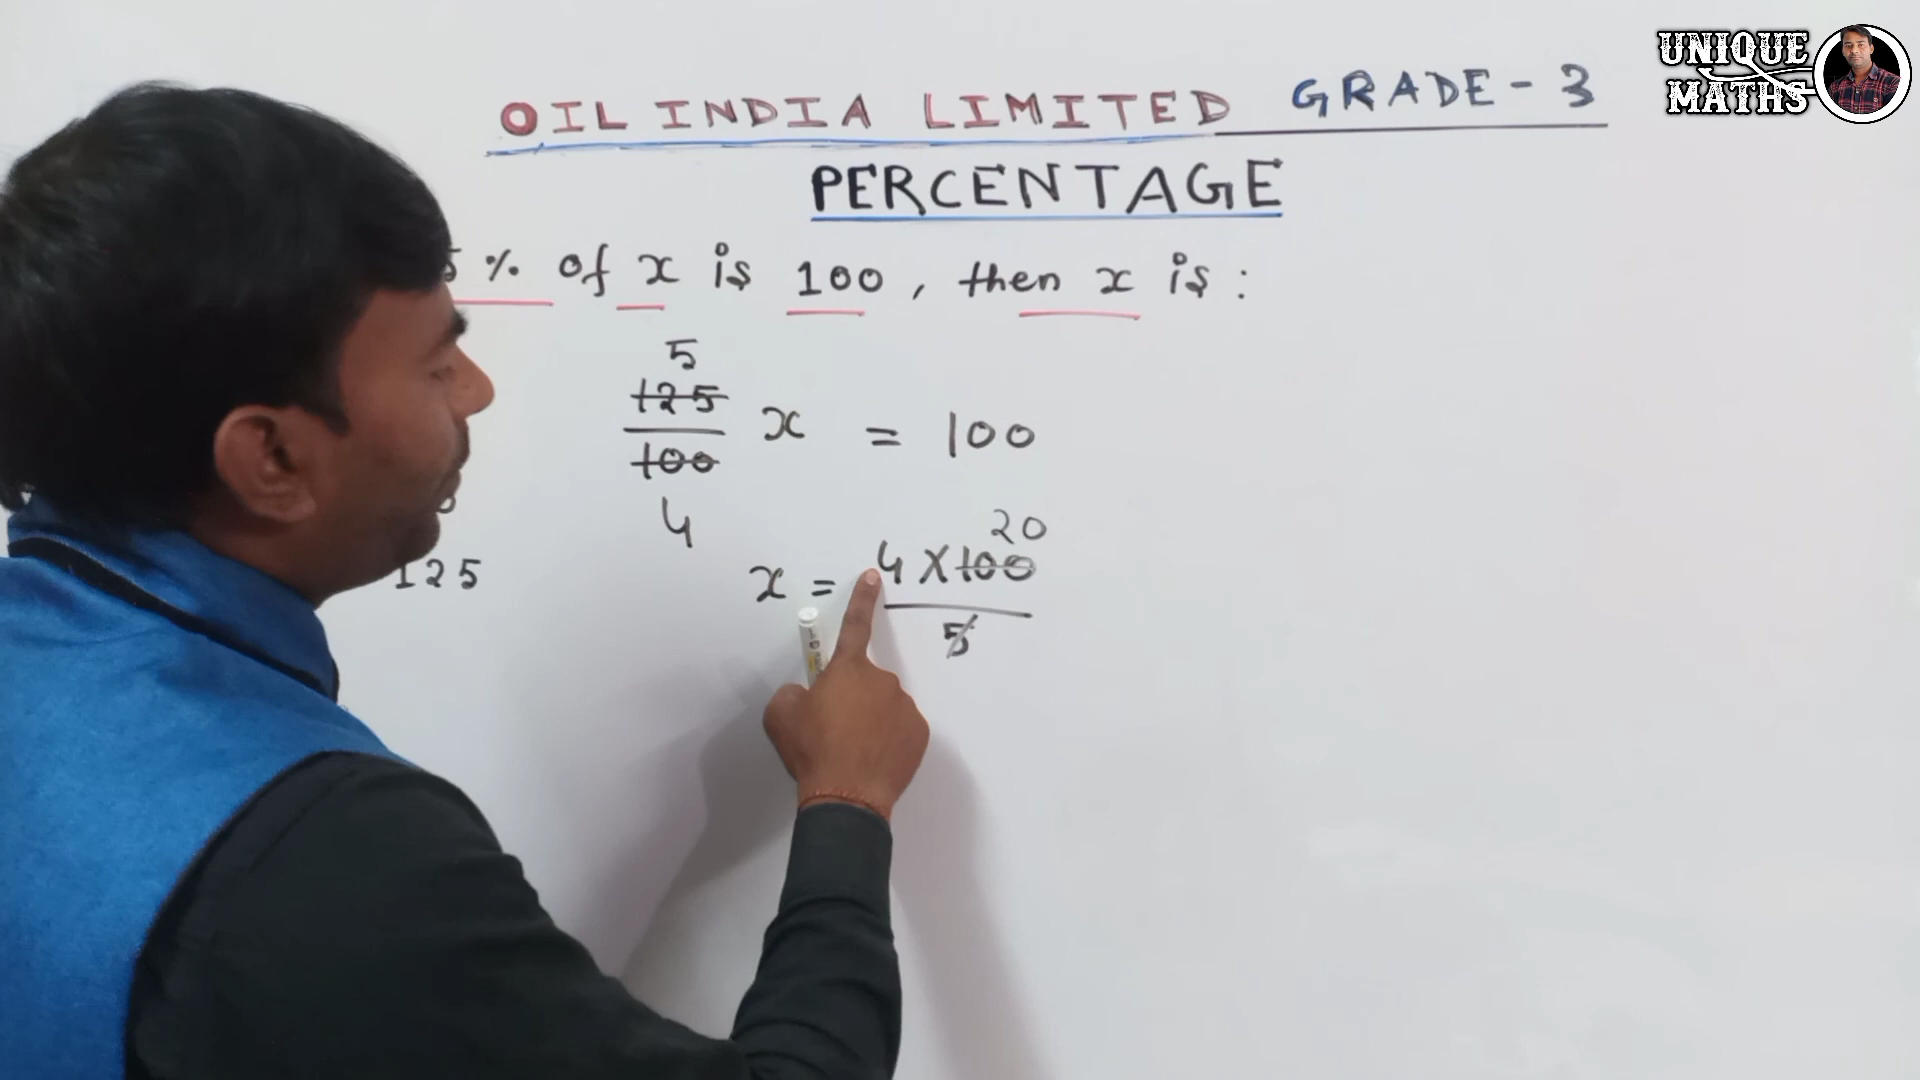 UNIQUE
MATHS
OIL INDIA LIMITED GRADE - 3
PERCENTAGE
5 % of x is 100 , then x is :
5
125
100
x = 100
4
20
x = 4 X 100
5
125